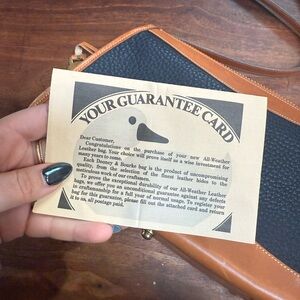 YOUR GUARANTEE CARD
Dear Customer,
Congratulations on the purchase of your new All-Weather
Leather bag. Your choice will prove itself as a wise investment for
many years to come.
Each Dooney & Bourke bag is the product of uncompromising
quality, from the selection of the finest leather hides to the
meticulous work of our craftsmen.
To prove the exceptional durability of our All-Weather Leather
bags, we offer you an unconditional guarantee against any defects
in craftsmanship for a full year of normal usage. To register your
bag for this guarantee, please fill out the attached card and return
it to us, all postage paid.